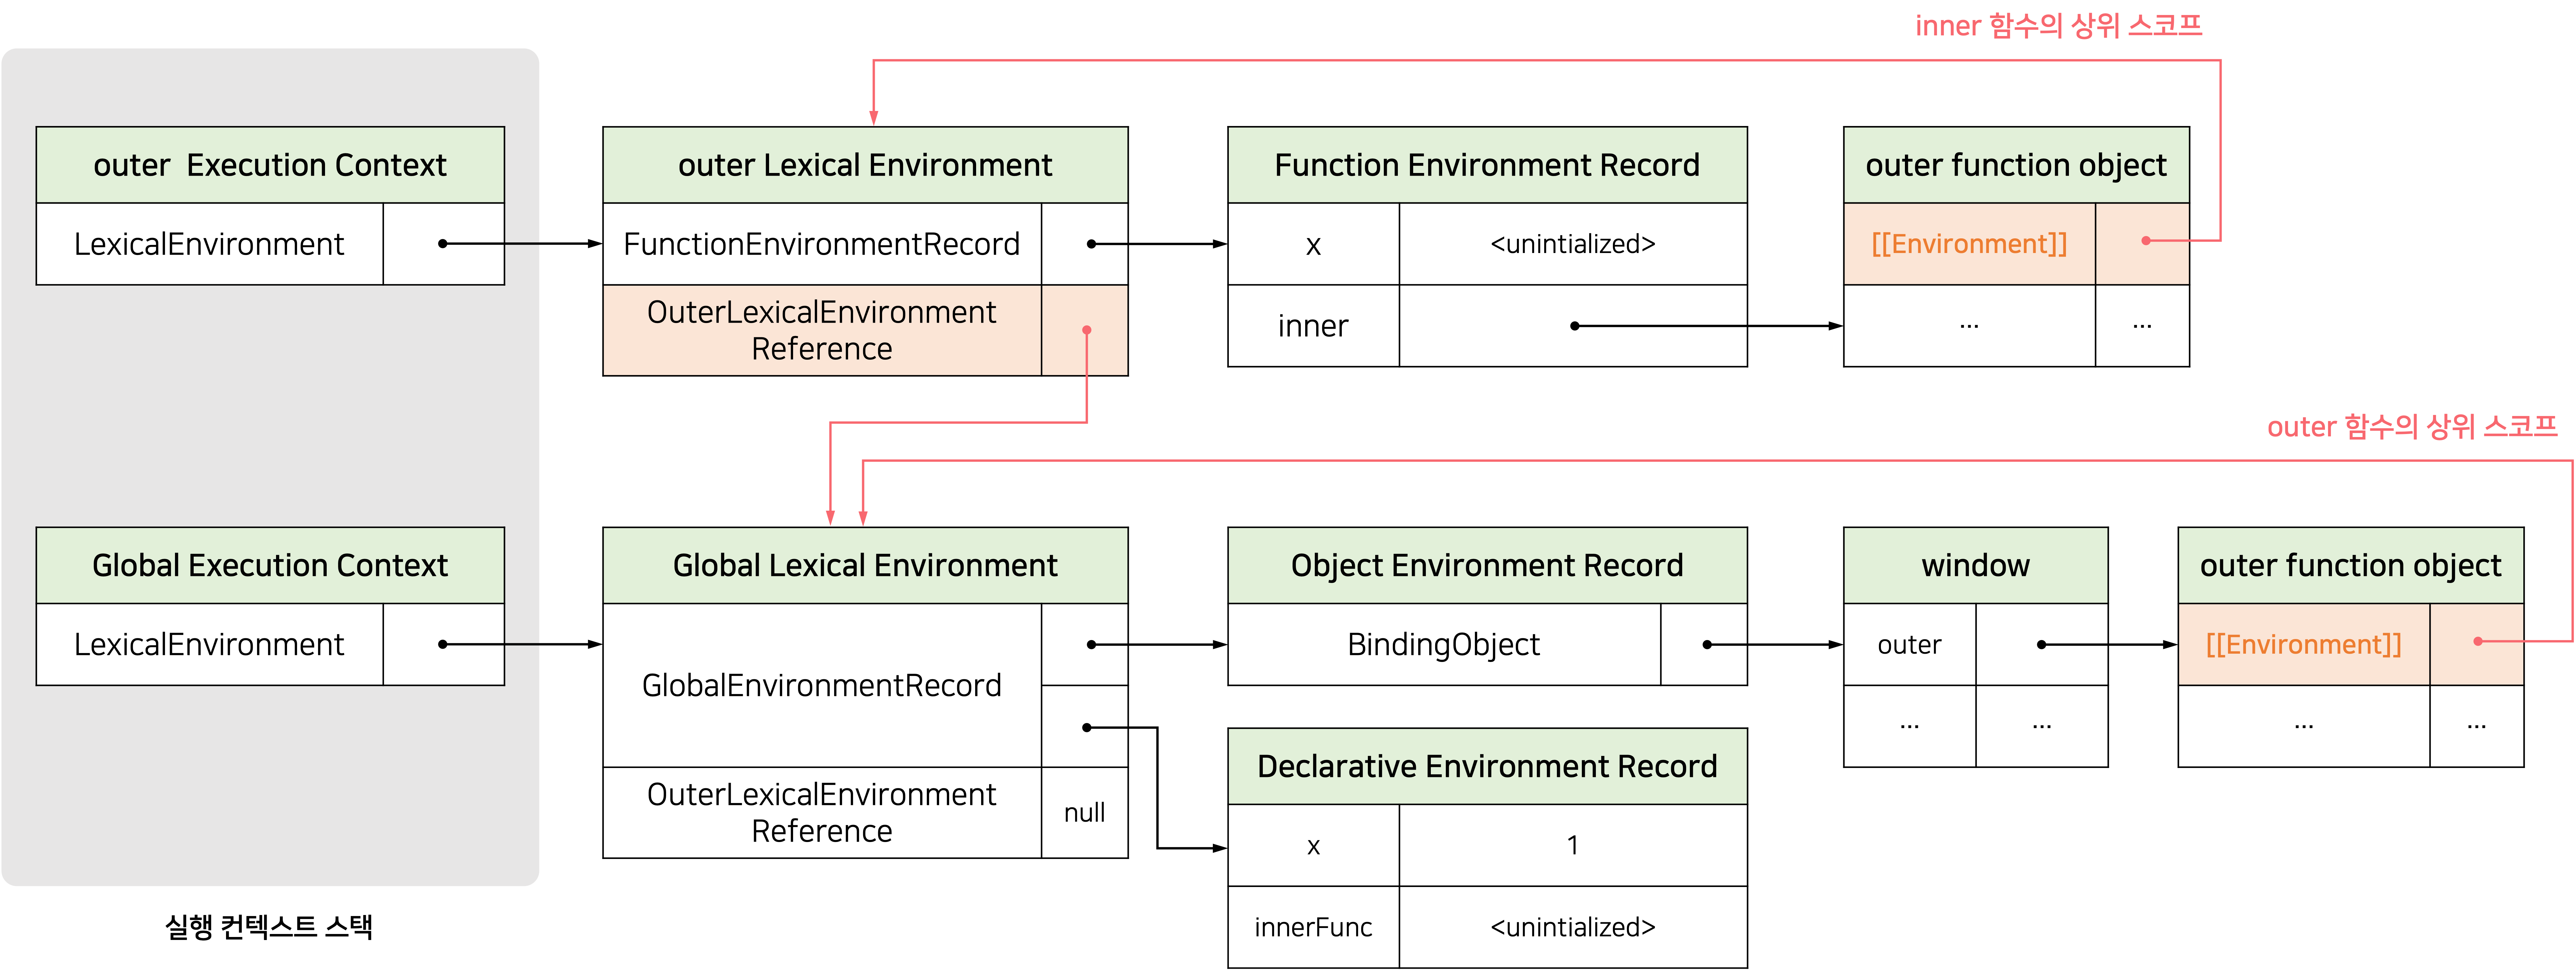 inner 함수의 상위 스코프
outer Execution Context
outer Lexical Environment
Function Environment Record
outer function object
LexicalEnvironment
FunctionEnvironmentRecord
x
<unintialized>
[[Environment]]
OuterLexicalEnvironment
Reference
inner
...
...
outer 함수의 상위 스코프
Global Execution Context
Global Lexical Environment
Object Environment Record
window
outer function object
LexicalEnvironment
GlobalEnvironmentRecord
BindingObject
outer
[[Environment]]
...
...
...
...
Declarative Environment Record
OuterLexicalEnvironment
Reference
null
x
1
innerFunc
<unintialized>
실행 컨텍스트 스택